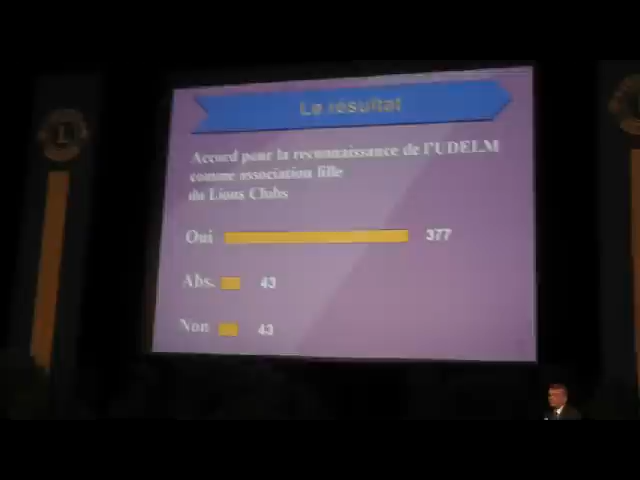 Le résultat
Accord pour la reconnaissance de l'UDELM
comme association fille
du Lions Clubs
Oui 377
Abs. 43
Non 43
L